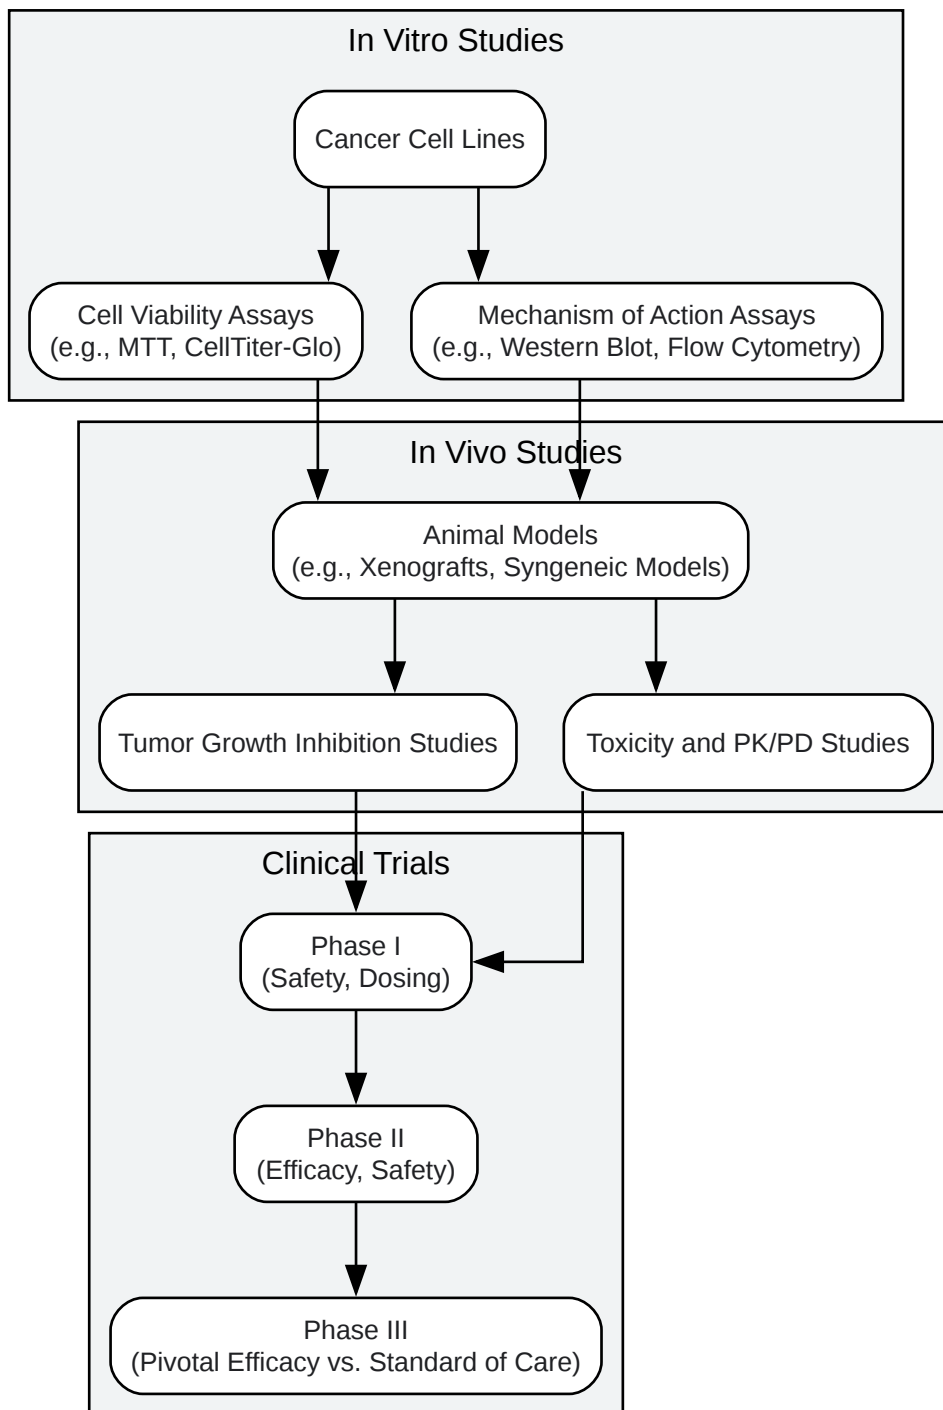 In Vitro Studies
Cancer Cell Lines
Cell Viability Assays
(e.g., MTT, CellTiter-Glo)
Mechanism of Action Assays
(e.g., Western Blot, Flow Cytometry)
In Vivo Studies
Animal Models
(e.g., Xenografts, Syngeneic Models)
Tumor Growth Inhibition Studies
Toxicity and PK/PD Studies
Clinical Trials
Phase I
(Safety, Dosing)
Phase II
(Efficacy, Safety)
Phase III
(Pivotal Efficacy vs. Standard of Care)